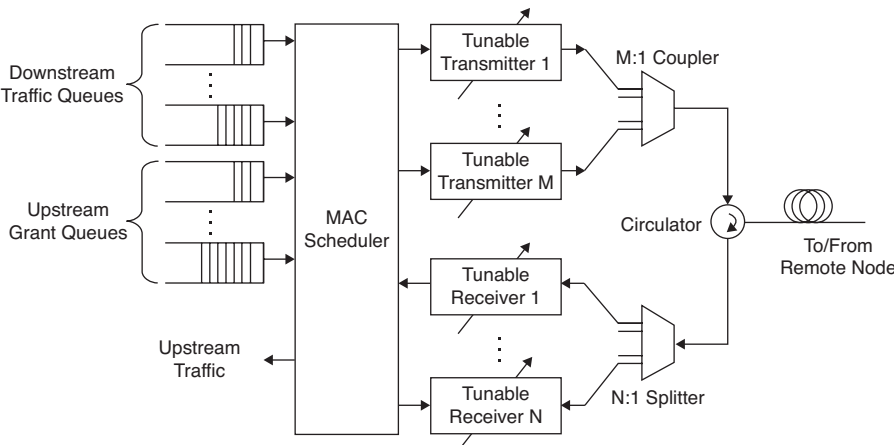 Downstream
Traffic Queues
Upstream
Grant Queues
Upstream
Traffic
MAC
Scheduler
Tunable
Transmitter 1
Tunable
Transmitter M
Tunable
Receiver 1
Tunable
Receiver N
M:1 Coupler
Circulator
To/From
Remote Node
N:1 Splitter